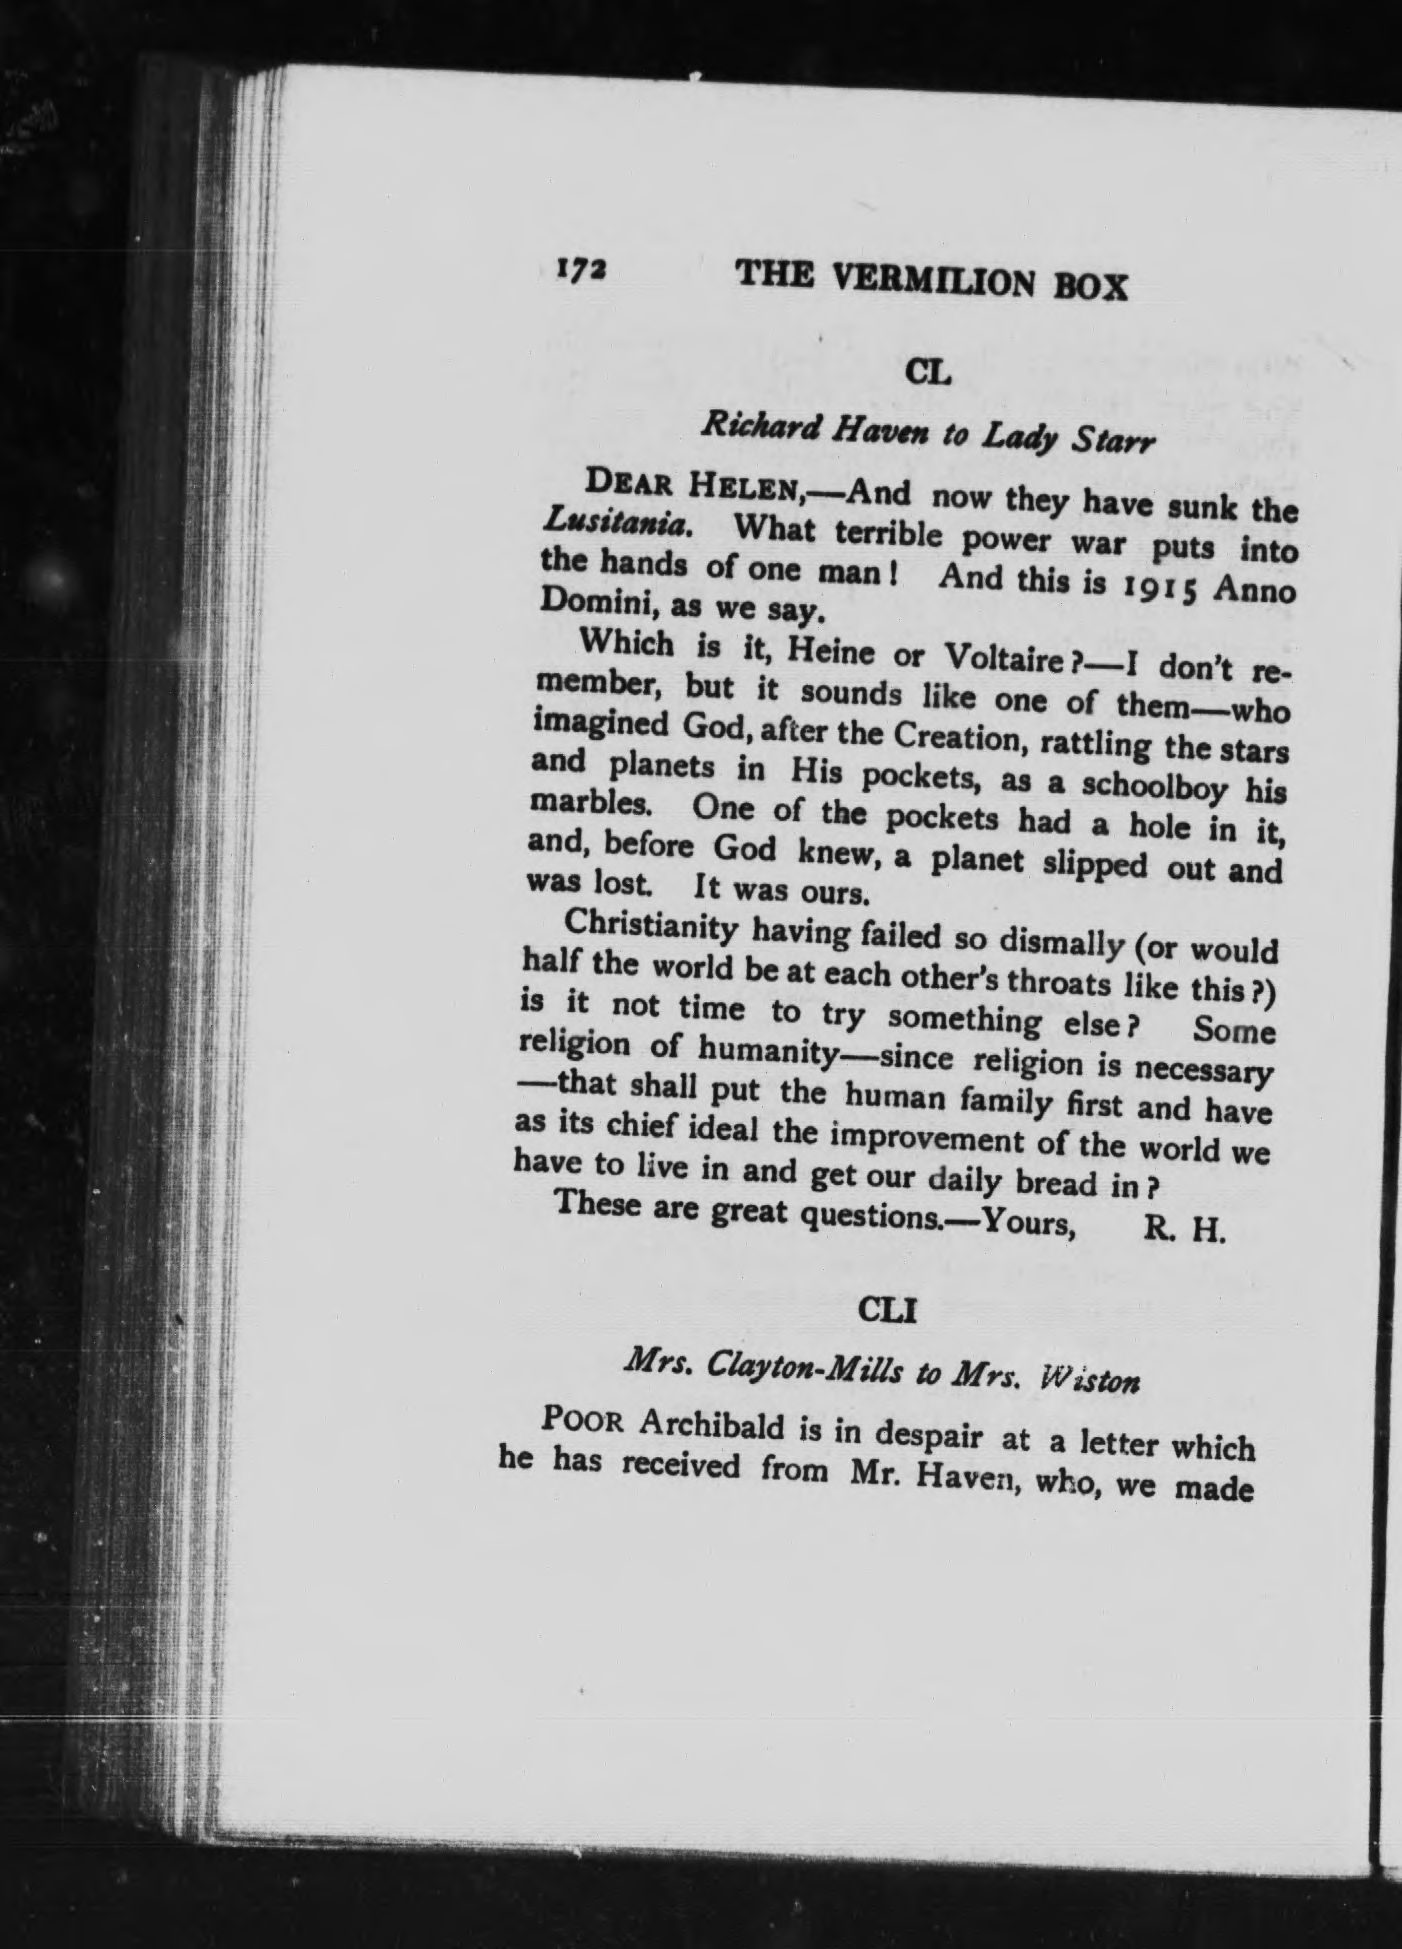 172 THE VERMILION BOX
CL
Richard Haven to Lady Starr
DEAR HELEN,—And now they have sunk the
Lusitania. What terrible power war puts into
the hands of one man! And this is 1915 Anno
Domini, as we say.
Which is it, Heine or Voltaire?—I don't re-
member, but it sounds like one of them—who
imagined God, after the Creation, rattling the stars
and planets in His pockets, as a schoolboy his
marbles. One of the pockets had a hole in it,
and, before God knew, a planet slipped out and
was lost. It was ours.
Christianity having failed so dismally (or would
half the world be at each other's throats like this?)
is it not time to try something else? Some
religion of humanity—since religion is necessary
—that shall put the human family first and have
as its chief ideal the improvement of the world we
have to live in and get our daily bread in?
These are great questions.—Yours, R. H.
CLI
Mrs. Clayton-Mills to Mrs. Wiston
POOR Archibald is in despair at a letter which
he has received from Mr. Haven, who, we made